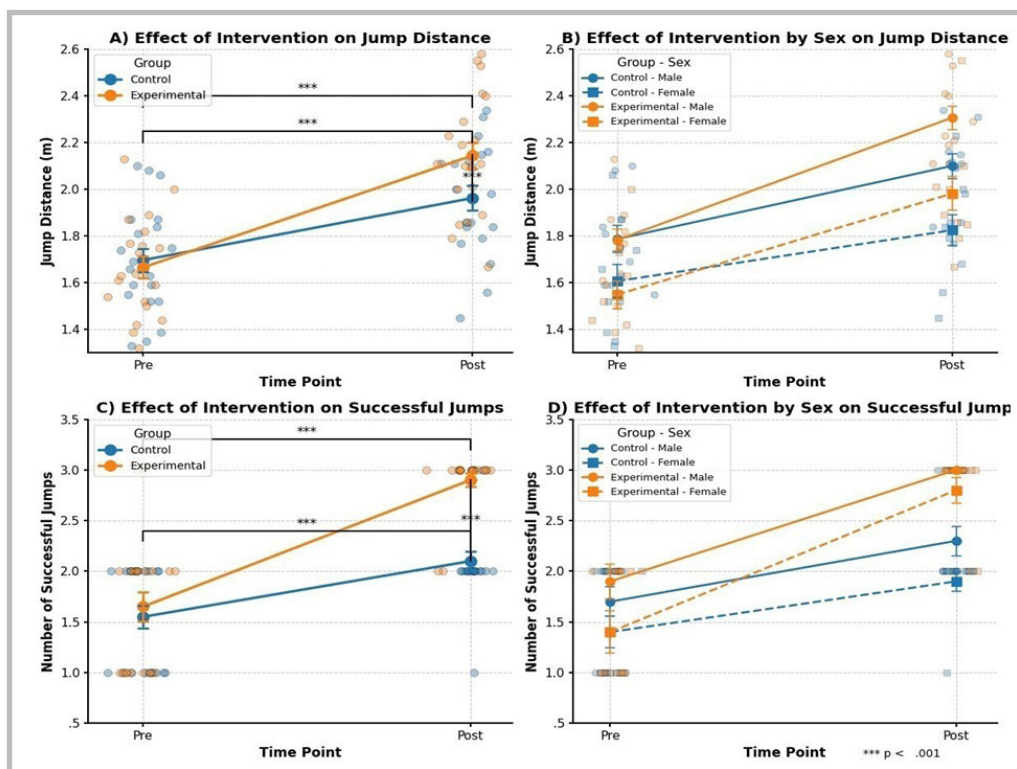 A) Effect of Intervention on Jump Distance
2.6
2.4
2.2
2.0
1.8
1.6
1.4
Jump Distance (m)
Group
Control
Experimental
***
***
***
Pre
Post
Time Point
B) Effect of Intervention by Sex on Jump Distance
2.6
2.4
2.2
2.0
1.8
1.6
1.4
Jump Distance (m)
Group - Sex
Control - Male
Control - Female
Experimental - Male
Experimental - Female
Pre
Post
Time Point
C) Effect of Intervention on Successful Jumps
3.5
3.0
2.5
2.0
1.5
1.0
.5
Number of Successful Jumps
Group
Control
Experimental
***
***
***
Pre
Post
Time Point
D) Effect of Intervention by Sex on Successful Jump
3.5
3.0
2.5
2.0
1.5
1.0
.5
Number of Successful Jumps
Group - Sex
Control - Male
Control - Female
Experimental - Male
Experimental - Female
Pre
Post
Time Point
*** p < .001